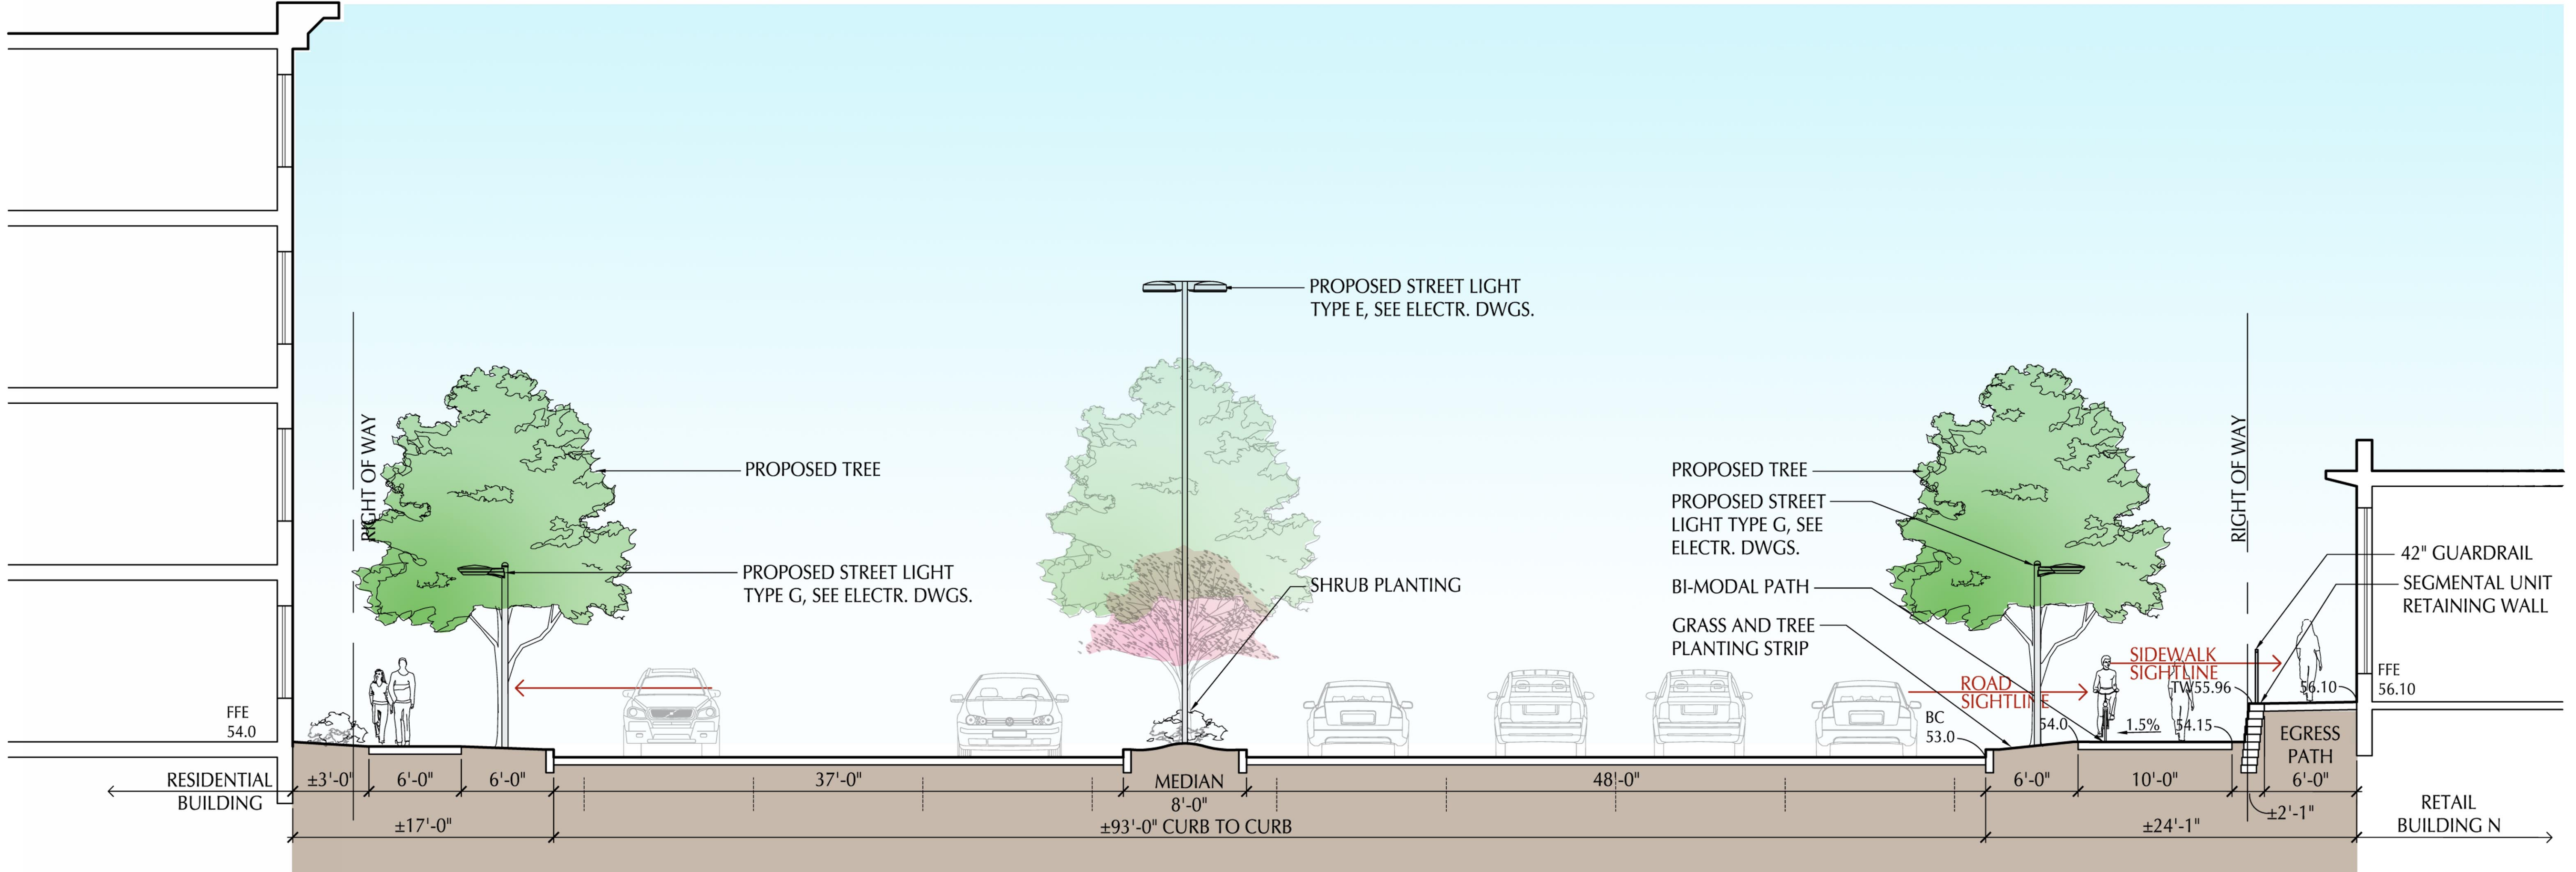 PROPOSED STREET LIGHT
TYPE E, SEE ELECTR. DWGS.
RIGHT OF WAY
PROPOSED TREE
PROPOSED STREET LIGHT
TYPE G, SEE ELECTR. DWGS.
SHRUB PLANTING
PROPOSED TREE
PROPOSED STREET
LIGHT TYPE G, SEE
ELECTR. DWGS.
BI-MODAL PATH
GRASS AND TREE
PLANTING STRIP
RIGHT OF WAY
42" GUARDRAIL
SEGMENTAL UNIT
RETAINING WALL
SIDEWALK
SIGHTLINE
ROAD
SIGHTLINE
TW55.96
56.10
FFE
56.10
FFE
54.0
BC
53.0
54.0
1.5%
54.15
EGRESS
PATH
6'-0"
RESIDENTIAL
BUILDING
±3'-0"
6'-0"
6'-0"
37'-0"
MEDIAN
8'-0"
48'-0"
6'-0"
10'-0"
±2'-1"
±17'-0"
±93'-0" CURB TO CURB
±24'-1"
RETAIL
BUILDING N